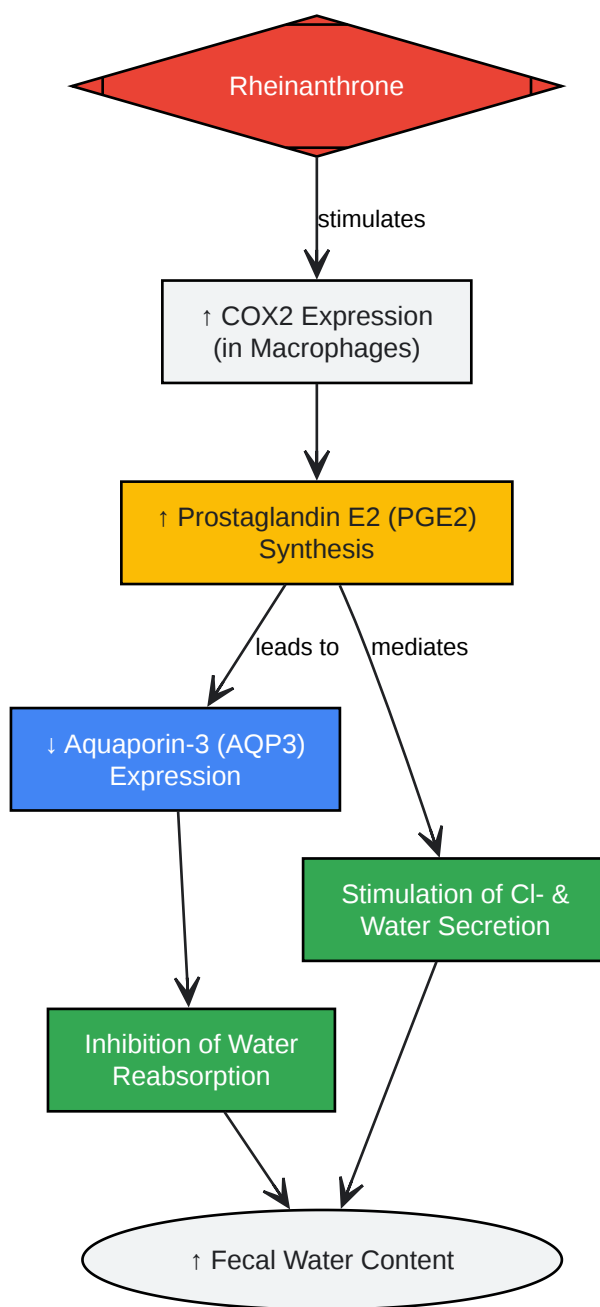 Rheinanthrone
stimulates
↑ COX2 Expression
(in Macrophages)
↑ Prostaglandin E2 (PGE2)
Synthesis
leads to
mediates
↓ Aquaporin-3 (AQP3)
Expression
Stimulation of Cl- &
Water Secretion
Inhibition of Water
Reabsorption
↑ Fecal Water Content